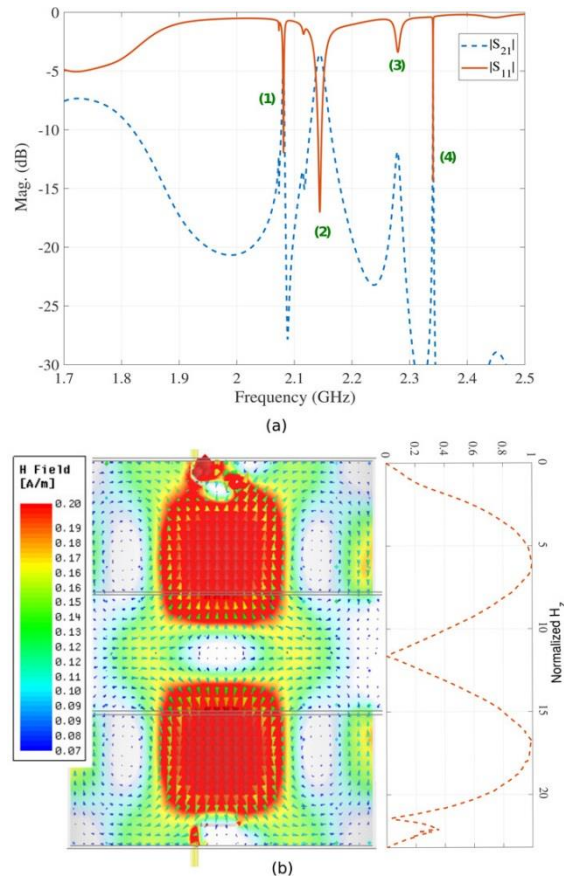 0
-5
-10
-15
-20
-25
-30
Mag. (dB)
|S21|
|S11|
(1)
(2)
(3)
(4)
1.7 1.8 1.9 2 2.1 2.2 2.3 2.4 2.5
Frequency (GHz)
(a)
H Field
[A/m]
0.20
0.19
0.18
0.17
0.16
0.15
0.14
0.13
0.12
0.11
0.10
0.09
0.08
0.07
0 0.2 0.4 0.6 0.8 1
0
5
10
15
20
Normalized Hz
(b)